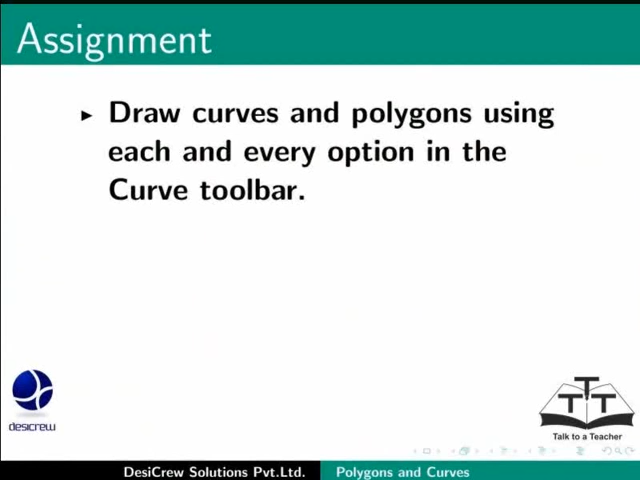 Assignment
Draw curves and polygons using
each and every option in the
Curve toolbar.
desicrew
TTT
Talk to a Teacher
DesiCrew Solutions Pvt.Ltd. Polygons and Curves